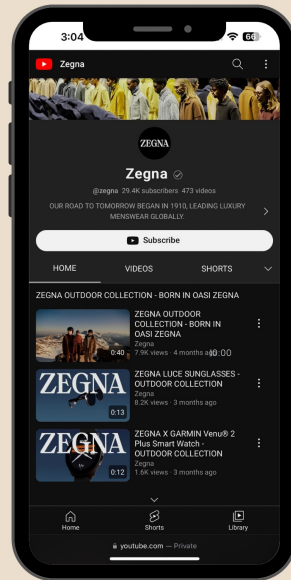 3:04
66
Zegna
ZEGNA
Zegna
@zegna 29.4K subscribers 473 videos
OUR ROAD TO TOMORROW BEGAN IN 1910, LEADING LUXURY
MENSWEAR GLOBALLY.
Subscribe
HOME VIDEOS SHORTS
ZEGNA OUTDOOR COLLECTION - BORN IN OASI ZEGNA
0:40
ZEGNA OUTDOOR
COLLECTION - BORN IN
OASI ZEGNA
Zegna
7.9K views · 4 months ago
10:00
ZEGNA
0:13
ZEGNA LUCE SUNGLASSES -
OUTDOOR COLLECTION
Zegna
8.2K views · 3 months ago
ZEGNA
0:12
ZEGNA X GARMIN Venu® 2
Plus Smart Watch -
OUTDOOR COLLECTION
Zegna
1.6K views · 3 months ago
Home Shorts Library
youtube.com — Private